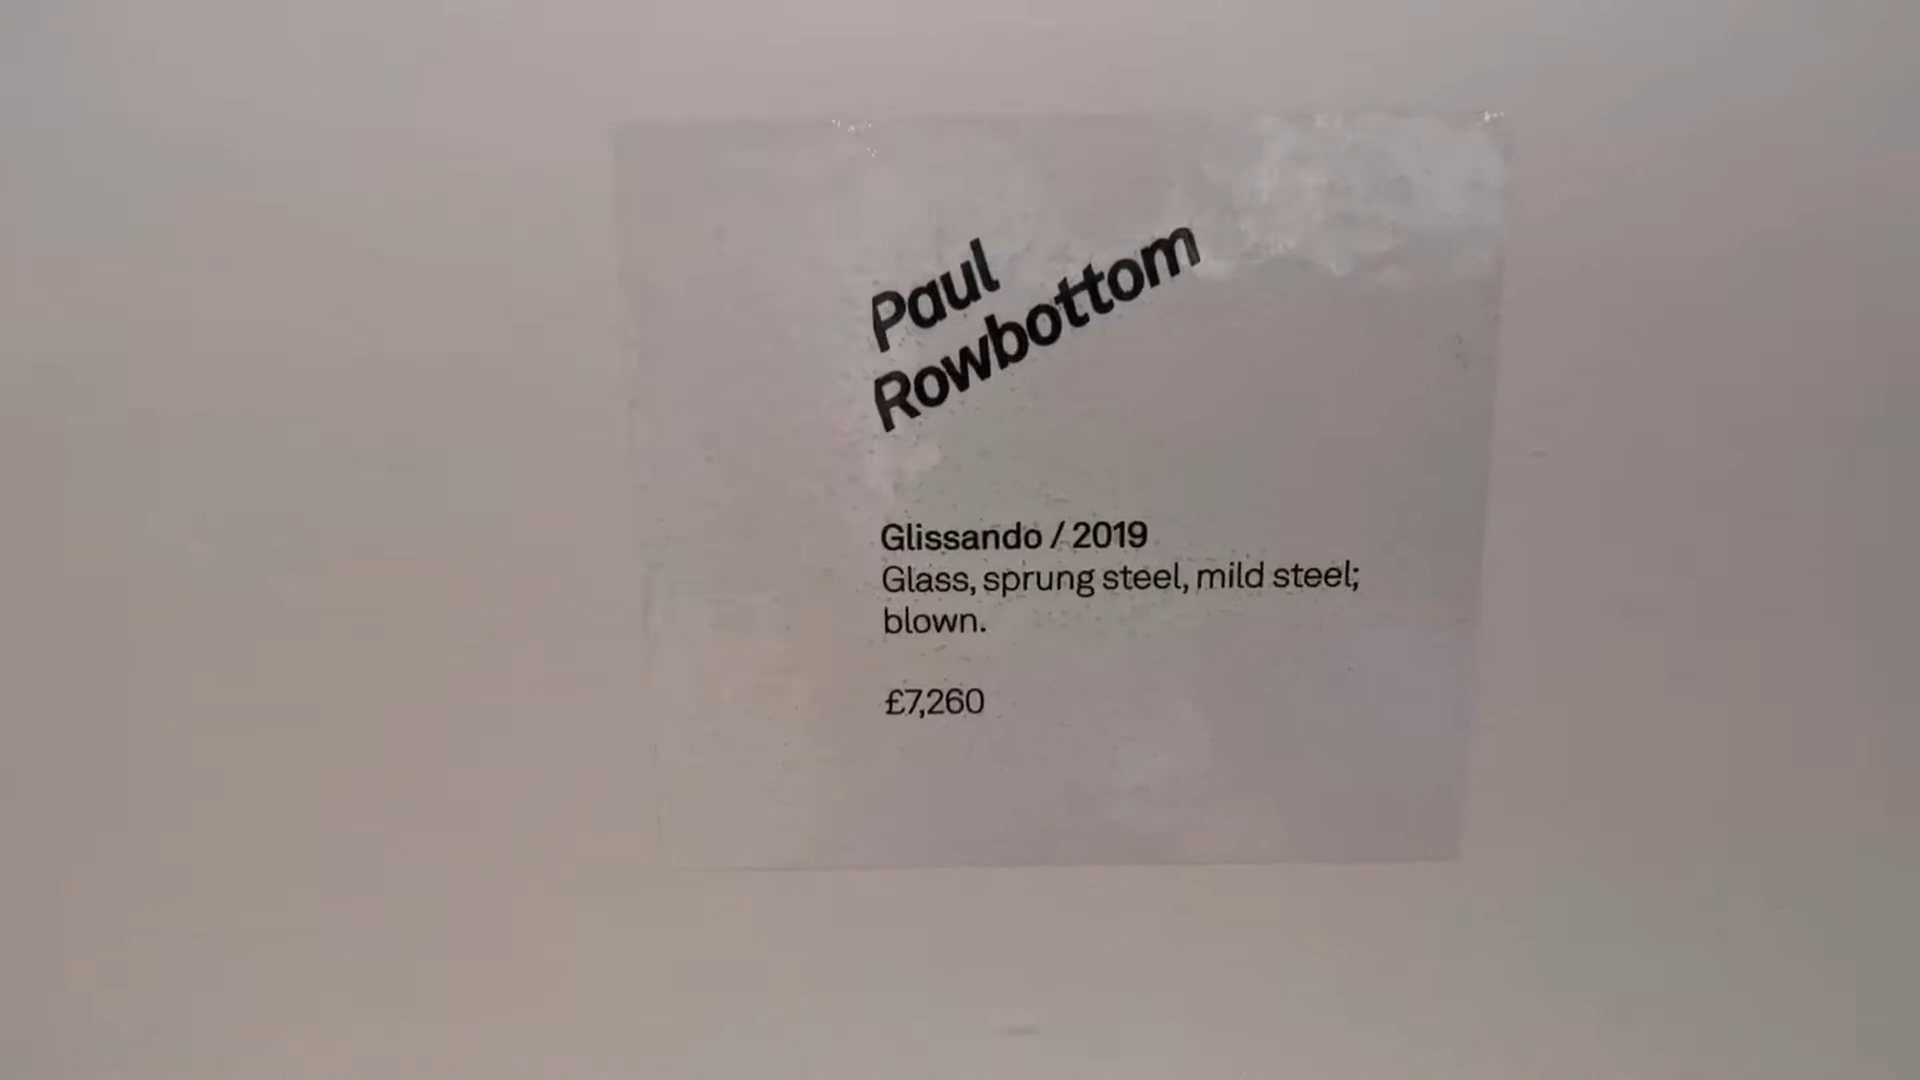 Paul
Rowbottom
Glissando / 2019
Glass, sprung steel, mild steel;
blown.
£7,260